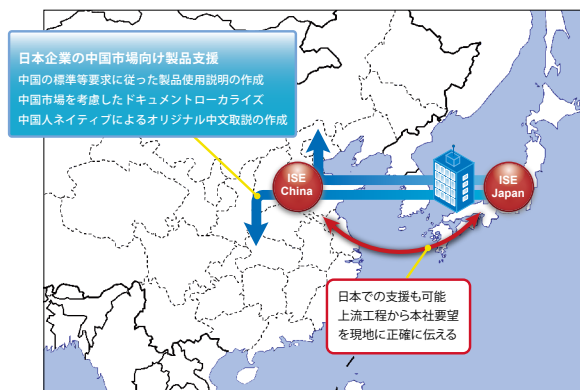 日本企業の中国市場向け製品支援
中国の標準等要求に従った製品使用説明の作成
中国市場を考慮したドキュメントローカライズ
中国人ネイティブによるオリジナル中文取説の作成
ISE
China
ISE
Japan
日本での支援も可能
上流工程から本社要望
を現地に正確に伝える